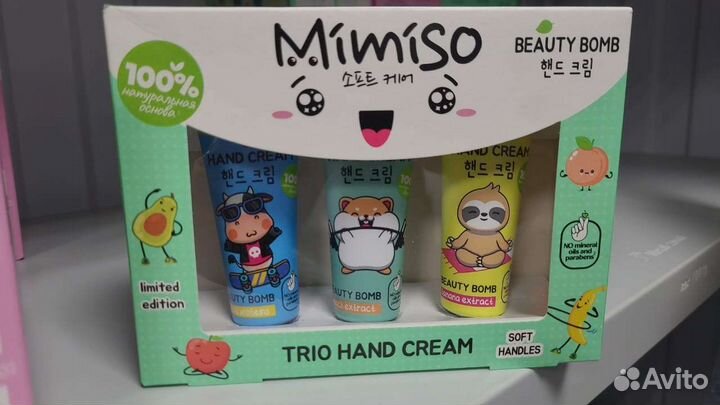 Mimiso
소프트 케어
BEAUTY BOMB
핸드 크림
100%
натуральная
основа
HAND CREAM
핸드 크림
BEAUTY BOMB
핸드 크림
BEAUTY BOMB
extract
HAND CREAM
핸드 크림
BEAUTY BOMB
banana extract
NO mineral
oils and
parabens
limited
edition
TRIO HAND CREAM
SOFT
HANDLES
Avito